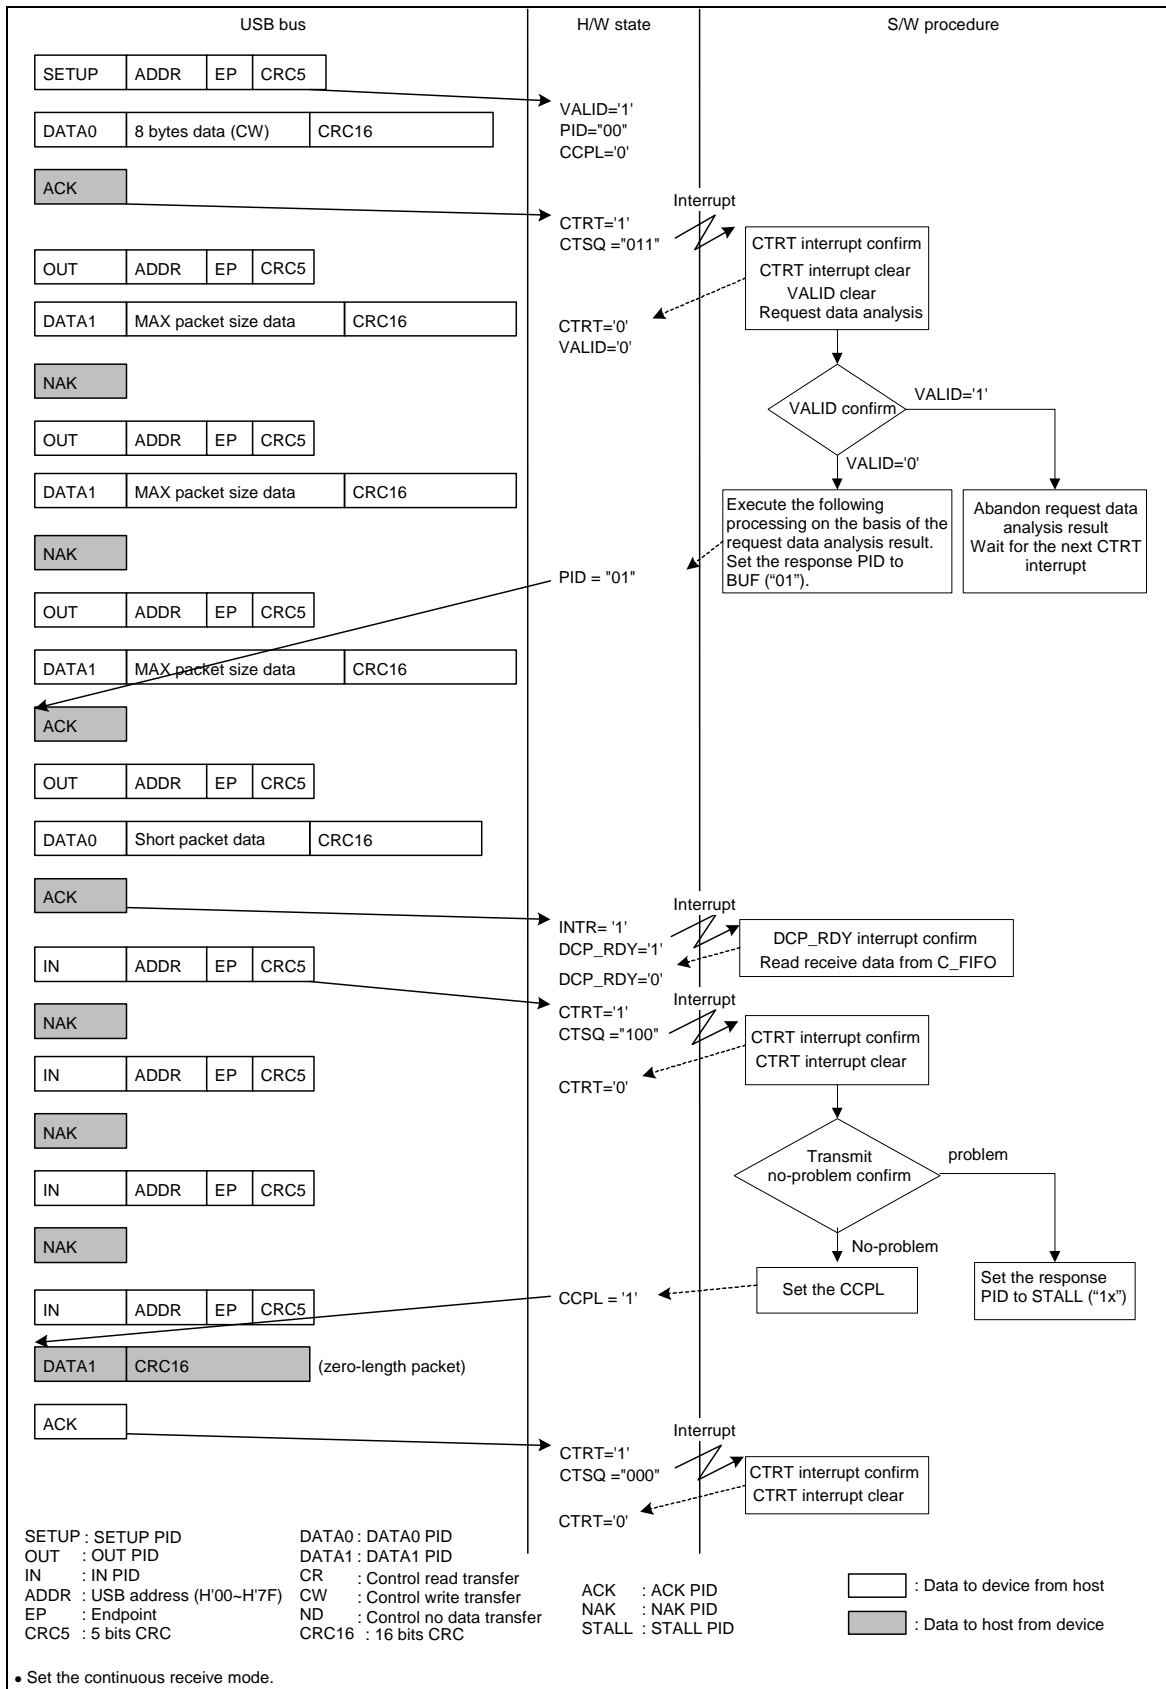 USB bus
H/W state
S/W procedure
SETUP ADDR EP CRC5
VALID='1'
PID="00"
CCPL='0'
DATA0 8 bytes data (CW) CRC16
ACK
Interrupt
CTRT='1'
CTSQ ="011"
CTRT interrupt confirm
CTRT interrupt clear
VALID clear
Request data analysis
OUT ADDR EP CRC5
DATA1 MAX packet size data CRC16
CTRT='0'
VALID='0'
NAK
VALID confirm
VALID='1'
VALID='0'
OUT ADDR EP CRC5
DATA1 MAX packet size data CRC16
Execute the following
processing on the basis of the
request data analysis result.
Set the response PID to
BUF (“01”).
Abandon request data
analysis result
Wait for the next CTRT
interrupt
NAK
PID = "01"
OUT ADDR EP CRC5
DATA1 MAX packet size data CRC16
ACK
OUT ADDR EP CRC5
DATA0 Short packet data CRC16
ACK
Interrupt
INTR= '1'
DCP_RDY='1'
DCP_RDY interrupt confirm
Read receive data from C_FIFO
DCP_RDY='0'
IN ADDR EP CRC5
Interrupt
CTRT='1'
CTSQ ="100"
CTRT interrupt confirm
CTRT interrupt clear
NAK
IN ADDR EP CRC5
CTRT='0'
NAK
Transmit
no-problem confirm
problem
No-problem
IN ADDR EP CRC5
NAK
Set the CCPL
Set the response
PID to STALL (“1x”)
IN ADDR EP CRC5
CCPL = '1'
DATA1 CRC16 (zero-length packet)
ACK
Interrupt
CTRT='1'
CTSQ ="000"
CTRT interrupt confirm
CTRT interrupt clear
CTRT='0'
SETUP : SETUP PID
OUT : OUT PID
IN : IN PID
ADDR : USB address (H'00~H'7F)
EP : Endpoint
CRC5 : 5 bits CRC
DATA0 : DATA0 PID
DATA1 : DATA1 PID
CR : Control read transfer
CW : Control write transfer
ND : Control no data transfer
CRC16 : 16 bits CRC
ACK : ACK PID
NAK : NAK PID
STALL : STALL PID
: Data to device from host
: Data to host from device
• Set the continuous receive mode.